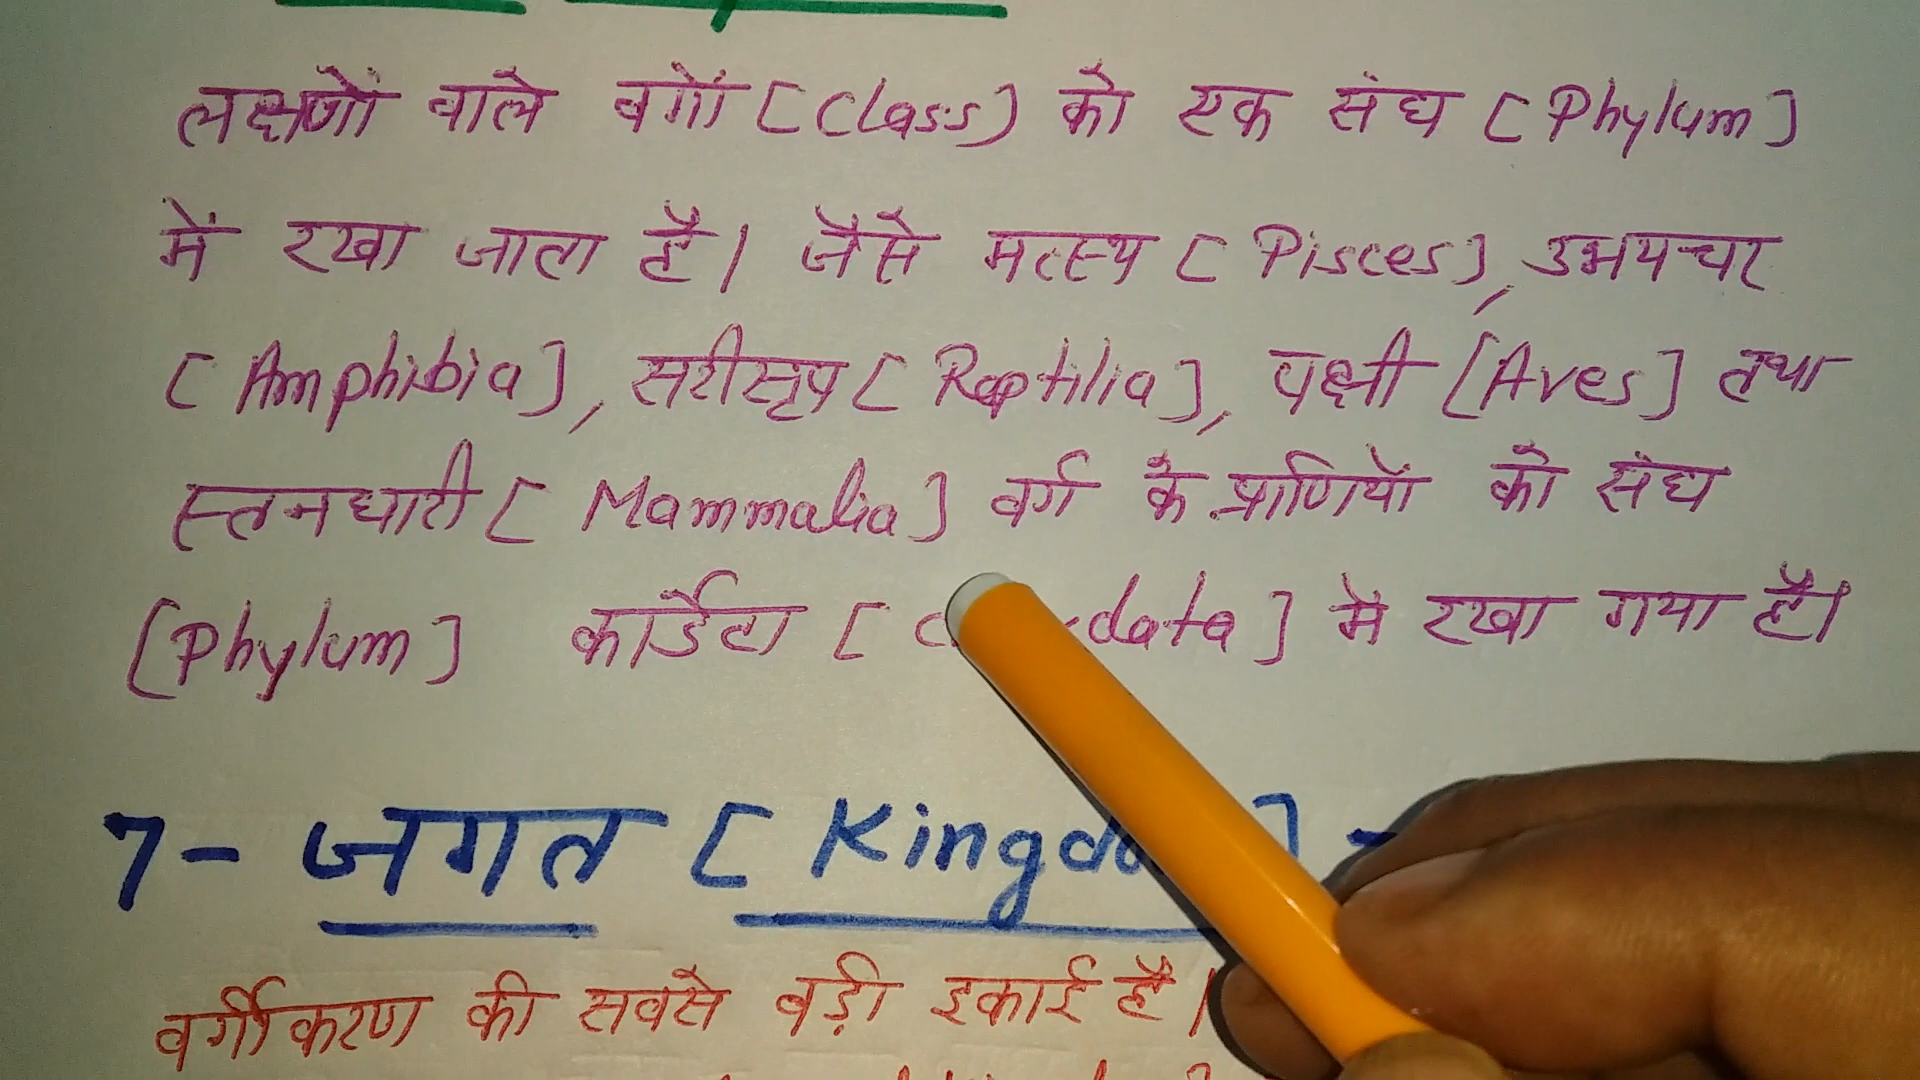 लक्षणों वाले वर्गों [Class] को एक संघ [Phylum]
में रखा जाता है। जैसे मत्स्य [Pisces], उभयचर
[Amphibia], सरीसृप [Reptilia], पक्षी [Aves] तथा
स्तनधारी [Mammalia] वर्ग के प्राणियों को संघ
[Phylum] कार्डेटा [ data] में रखा गया है।
7- जगत [ ] -
वर्गीकरण की सबसे बड़ी इकाई है।